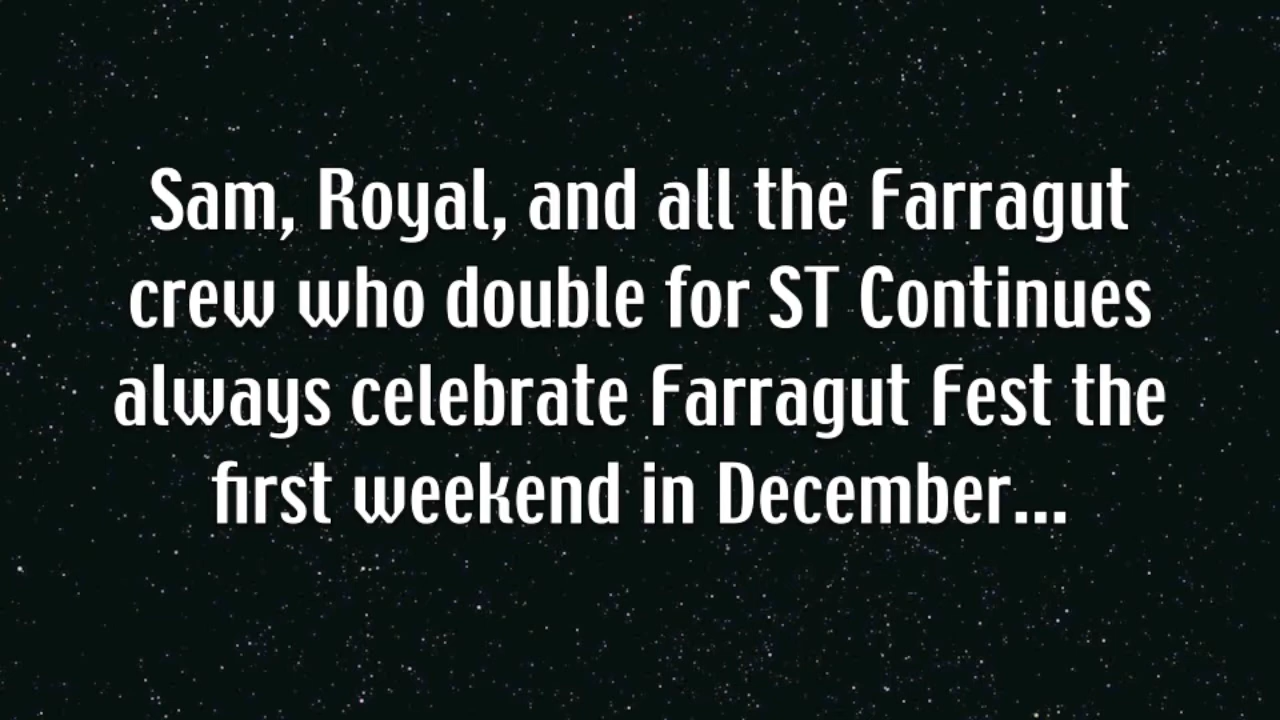 Sam, Royal, and all the Farragut
crew who double for ST Continues
always celebrate Farragut Fest the
first weekend in December...